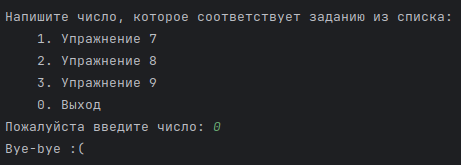 Напишите число, которое соответствует заданию из списка:
1. Упражнение 7
2. Упражнение 8
3. Упражнение 9
0. Выход
Пожалуйста введите число: 0
Bye-bye :(